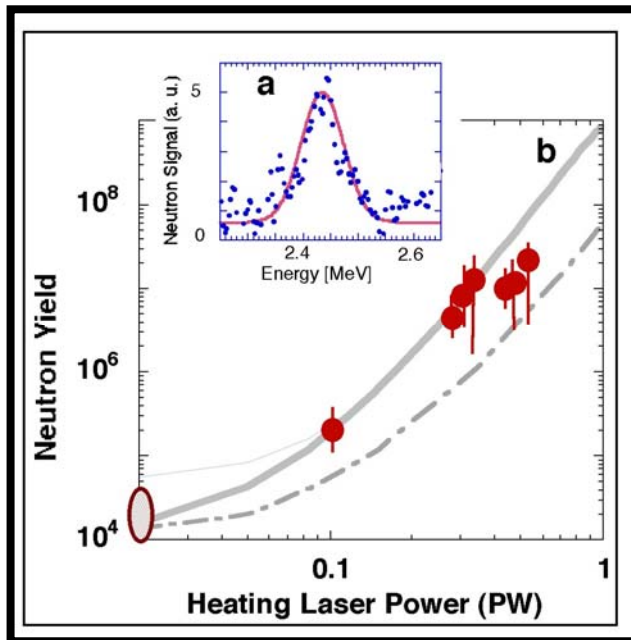 a
5
0
Neutron Signal (a. u.)
2.4
2.6
Energy [MeV]
b
10⁸
10⁶
10⁴
Neutron Yield
0.1
1
Heating Laser Power (PW)